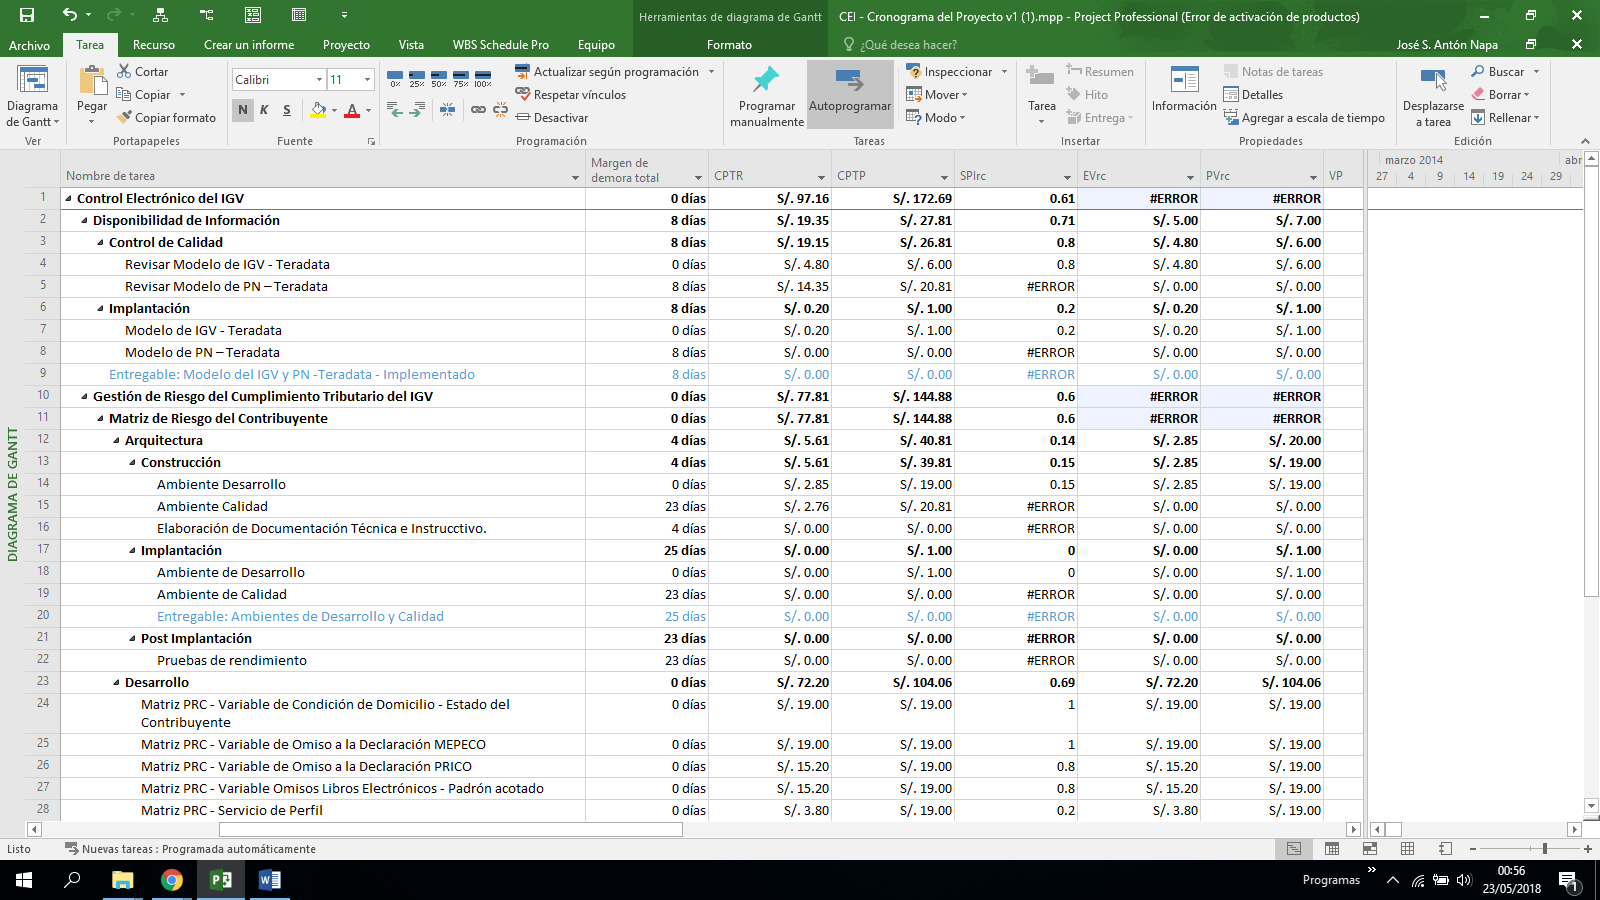 Herramientas de diagrama de Gantt
CEI - Cronograma del Proyecto v1 (1).mpp - Project Professional (Error de activación de productos)
Archivo Tarea Recurso Crear un informe Proyecto Vista WBS Schedule Pro Equipo Formato ¿Qué desea hacer? José S. Antón Napa
Diagrama de Gantt
Ver
Pegar
Cortar
Copiar
Copiar formato
Portapapeles
Calibri 11
N K S A
Fuente
0% 25% 50% 75% 100%
Actualizar según programación
Respetar vínculos
Desactivar
Programación
Programar manualmente
Autoprogramar
Inspeccionar
Mover
Modo
Tareas
Tarea
Resumen
Hito
Entrega
Insertar
Información
Notas de tareas
Detalles
Agregar a escala de tiempo
Propiedades
Desplazarse a tarea
Buscar
Borrar
Rellenar
Edición
Nombre de tarea Margen de demora total CPTR CPTP SPIrc EVrc PVrc VP
marzo 2014 abr
27 4 9 14 19 24 29
DIAGRAMA DE GANTT
1 Control Electrónico del IGV 0 días S/. 97.16 S/. 172.69 0.61 #ERROR #ERROR
2 Disponibilidad de Información 8 días S/. 19.35 S/. 27.81 0.71 S/. 5.00 S/. 7.00
3 Control de Calidad 8 días S/. 19.15 S/. 26.81 0.8 S/. 4.80 S/. 6.00
4 Revisar Modelo de IGV - Teradata 0 días S/. 4.80 S/. 6.00 0.8 S/. 4.80 S/. 6.00
5 Revisar Modelo de PN – Teradata 8 días S/. 14.35 S/. 20.81 #ERROR S/. 0.00 S/. 0.00
6 Implantación 8 días S/. 0.20 S/. 1.00 0.2 S/. 0.20 S/. 1.00
7 Modelo de IGV - Teradata 0 días S/. 0.20 S/. 1.00 0.2 S/. 0.20 S/. 1.00
8 Modelo de PN – Teradata 8 días S/. 0.00 S/. 0.00 #ERROR S/. 0.00 S/. 0.00
9 Entregable: Modelo del IGV y PN -Teradata - Implementado 8 días S/. 0.00 S/. 0.00 #ERROR S/. 0.00 S/. 0.00
10 Gestión de Riesgo del Cumplimiento Tributario del IGV 0 días S/. 77.81 S/. 144.88 0.6 #ERROR #ERROR
11 Matriz de Riesgo del Contribuyente 0 días S/. 77.81 S/. 144.88 0.6 #ERROR #ERROR
12 Arquitectura 4 días S/. 5.61 S/. 40.81 0.14 S/. 2.85 S/. 20.00
13 Construcción 4 días S/. 5.61 S/. 39.81 0.15 S/. 2.85 S/. 19.00
14 Ambiente Desarrollo 0 días S/. 2.85 S/. 19.00 0.15 S/. 2.85 S/. 19.00
15 Ambiente Calidad 23 días S/. 2.76 S/. 20.81 #ERROR S/. 0.00 S/. 0.00
16 Elaboración de Documentación Técnica e Instrucctivo. 4 días S/. 0.00 S/. 0.00 #ERROR S/. 0.00 S/. 0.00
17 Implantación 25 días S/. 0.00 S/. 1.00 0 S/. 0.00 S/. 1.00
18 Ambiente de Desarrollo 0 días S/. 0.00 S/. 1.00 0 S/. 0.00 S/. 1.00
19 Ambiente de Calidad 23 días S/. 0.00 S/. 0.00 #ERROR S/. 0.00 S/. 0.00
20 Entregable: Ambientes de Desarrollo y Calidad 25 días S/. 0.00 S/. 0.00 #ERROR S/. 0.00 S/. 0.00
21 Post Implantación 23 días S/. 0.00 S/. 0.00 #ERROR S/. 0.00 S/. 0.00
22 Pruebas de rendimiento 23 días S/. 0.00 S/. 0.00 #ERROR S/. 0.00 S/. 0.00
23 Desarrollo 0 días S/. 72.20 S/. 104.06 0.69 S/. 72.20 S/. 104.06
24 Matriz PRC - Variable de Condición de Domicilio - Estado del 0 días S/. 19.00 S/. 19.00 1 S/. 19.00 S/. 19.00
Contribuyente
25 Matriz PRC - Variable de Omiso a la Declaración MEPECO 0 días S/. 19.00 S/. 19.00 1 S/. 19.00 S/. 19.00
26 Matriz PRC - Variable de Omiso a la Declaración PRICO 0 días S/. 15.20 S/. 19.00 0.8 S/. 15.20 S/. 19.00
27 Matriz PRC - Variable Omisos Libros Electrónicos - Padrón acotado 0 días S/. 15.20 S/. 19.00 0.8 S/. 15.20 S/. 19.00
28 Matriz PRC - Servicio de Perfil 0 días S/. 3.80 S/. 19.00 0.2 S/. 3.80 S/. 19.00
Listo Nuevas tareas : Programada automáticamente
Programas
00:56
23/05/2018
1